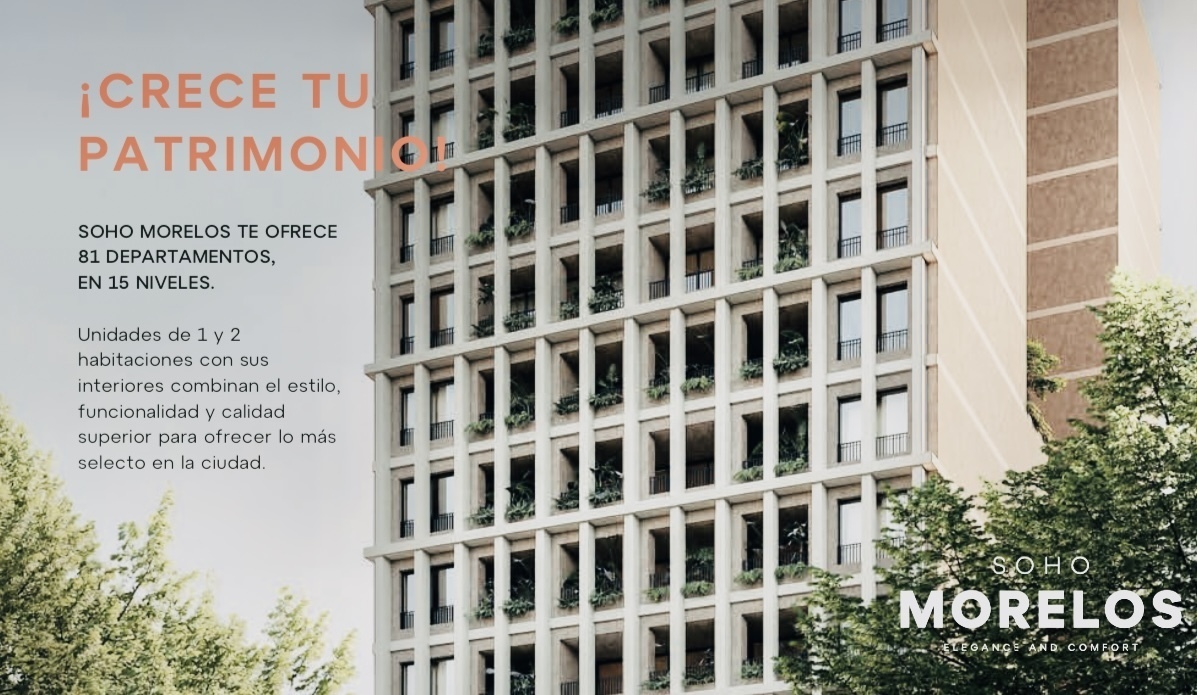 ¡CRECE TU
PATRIMONIO!
SOHO MORELOS TE OFRECE
81 DEPARTAMENTOS,
EN 15 NIVELES.
Unidades de 1 y 2
habitaciones con sus
interiores combinan el estilo,
funcionalidad y calidad
superior para ofrecer lo más
selecto en la ciudad.
SOHO
MORELOS
ELEGANCE AND COMFORT